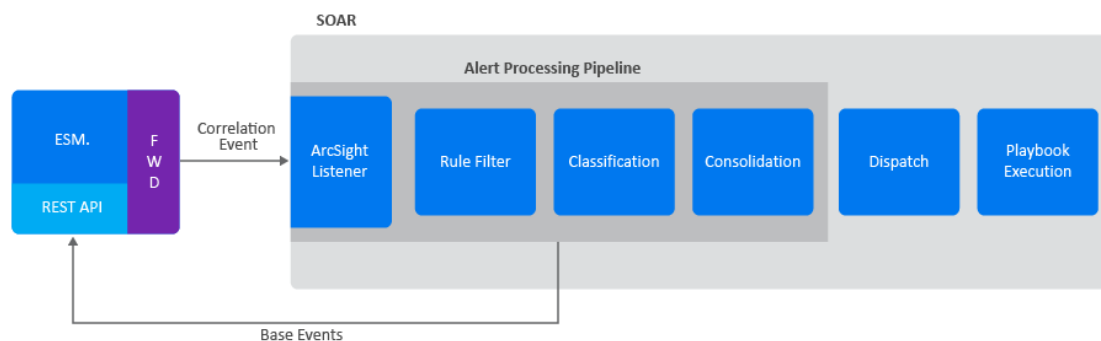 SOAR
Alert Processing Pipeline
ESM.
REST API
F
W
D
Correlation
Event
ArcSight
Listener
Rule Filter
Classification
Consolidation
Dispatch
Playbook
Execution
Base Events